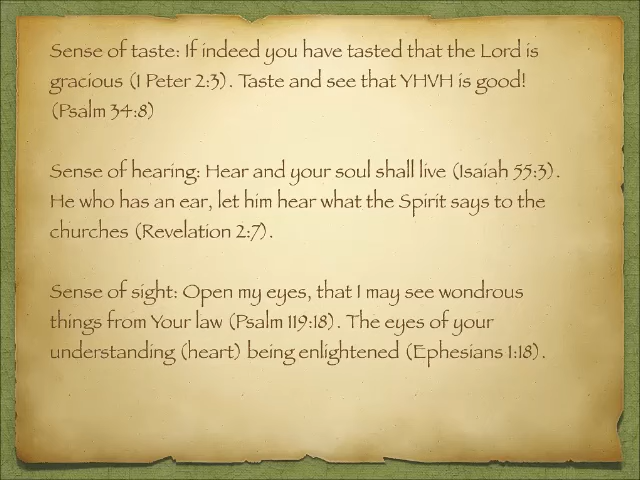 Sense of taste: If indeed you have tasted that the Lord is
gracious (I Peter 2:3). Taste and see that YHVH is good!
(Psalm 34:8)
Sense of hearing: Hear and your soul shall live (Isaiah 55:3).
He who has an ear, let him hear what the Spirit says to the
churches (Revelation 2:7).
Sense of sight: Open my eyes, that I may see wondrous
things from Your law (Psalm 119:18). The eyes of your
understanding (heart) being enlightened (Ephesians 1:18).